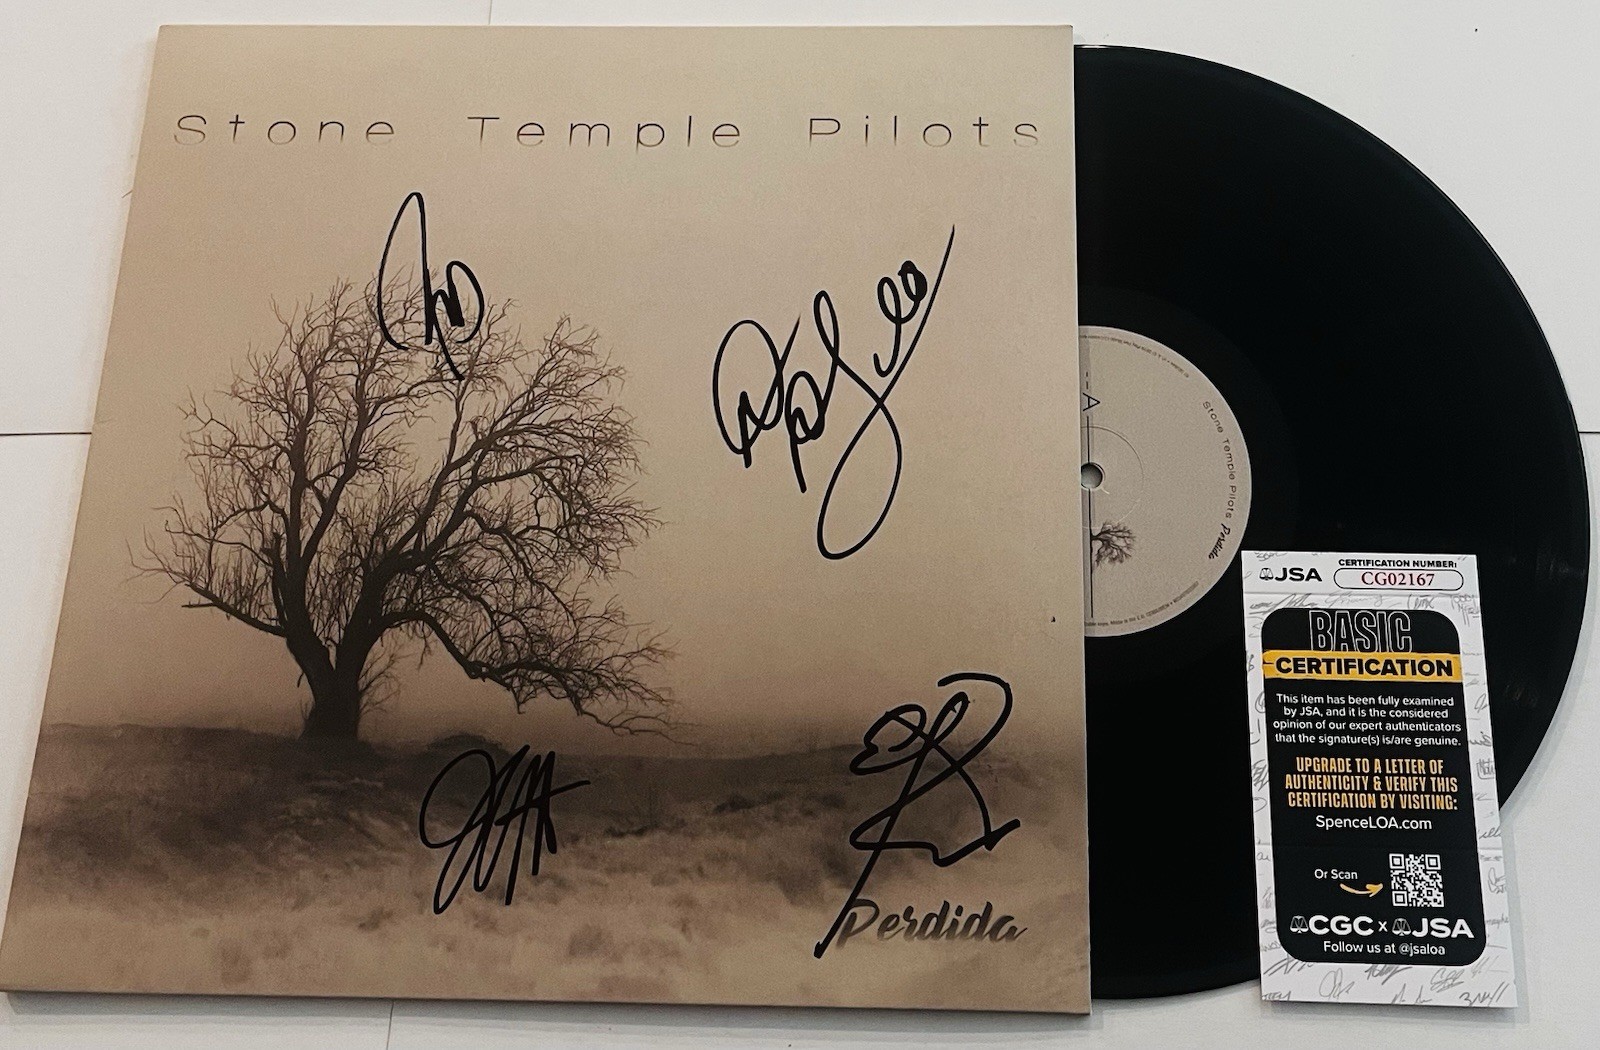 Stone Temple Pilots
Perdida
A
Stone Temple Pilots Perdida
JSA
CERTIFICATION NUMBER:
CG02167
BASIC
CERTIFICATION
This item has been fully examined
by JSA, and it is the considered
opinion of our expert authenticators
that the signature(s) is/are genuine.
UPGRADE TO A LETTER OF
AUTHENTICITY & VERIFY THIS
CERTIFICATION BY VISITING:
SpenceLOA.com
Or Scan
CGC x JSA
Follow us at @jsaloa